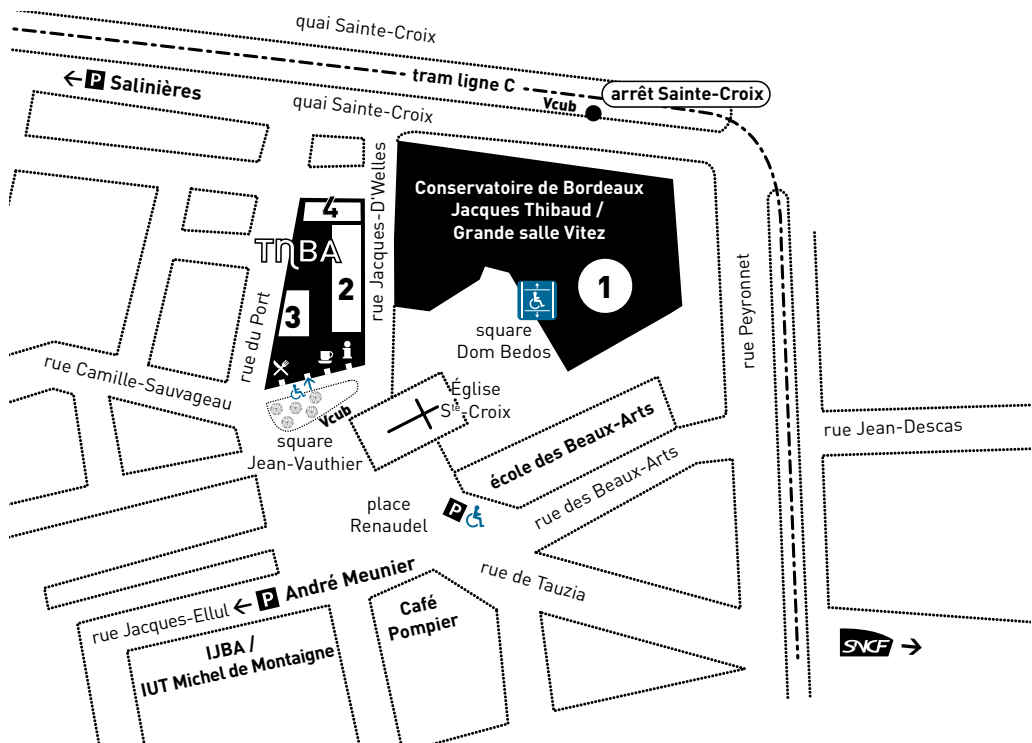 quai Sainte-Croix
tram ligne C
arrêt Sainte-Croix
P Salinières
Vcub
quai Sainte-Croix
rue Jacques-D'Welles
Conservatoire de Bordeaux
Jacques Thibaud /
Grande salle Vitez
4
TnBA
2
3
1
rue du Port
rue Peyronnet
square
Dom Bedos
rue Camille-Sauvageau
Église
Ste-Croix
Vcub
square
Jean-Vauthier
école des Beaux-Arts
rue Jean-Descas
rue des Beaux-Arts
place
Renaudel
P
rue de Tauzia
P André Meunier
rue Jacques-Ellul
Café
Pompier
IJBA /
IUT Michel de Montaigne
SNCF